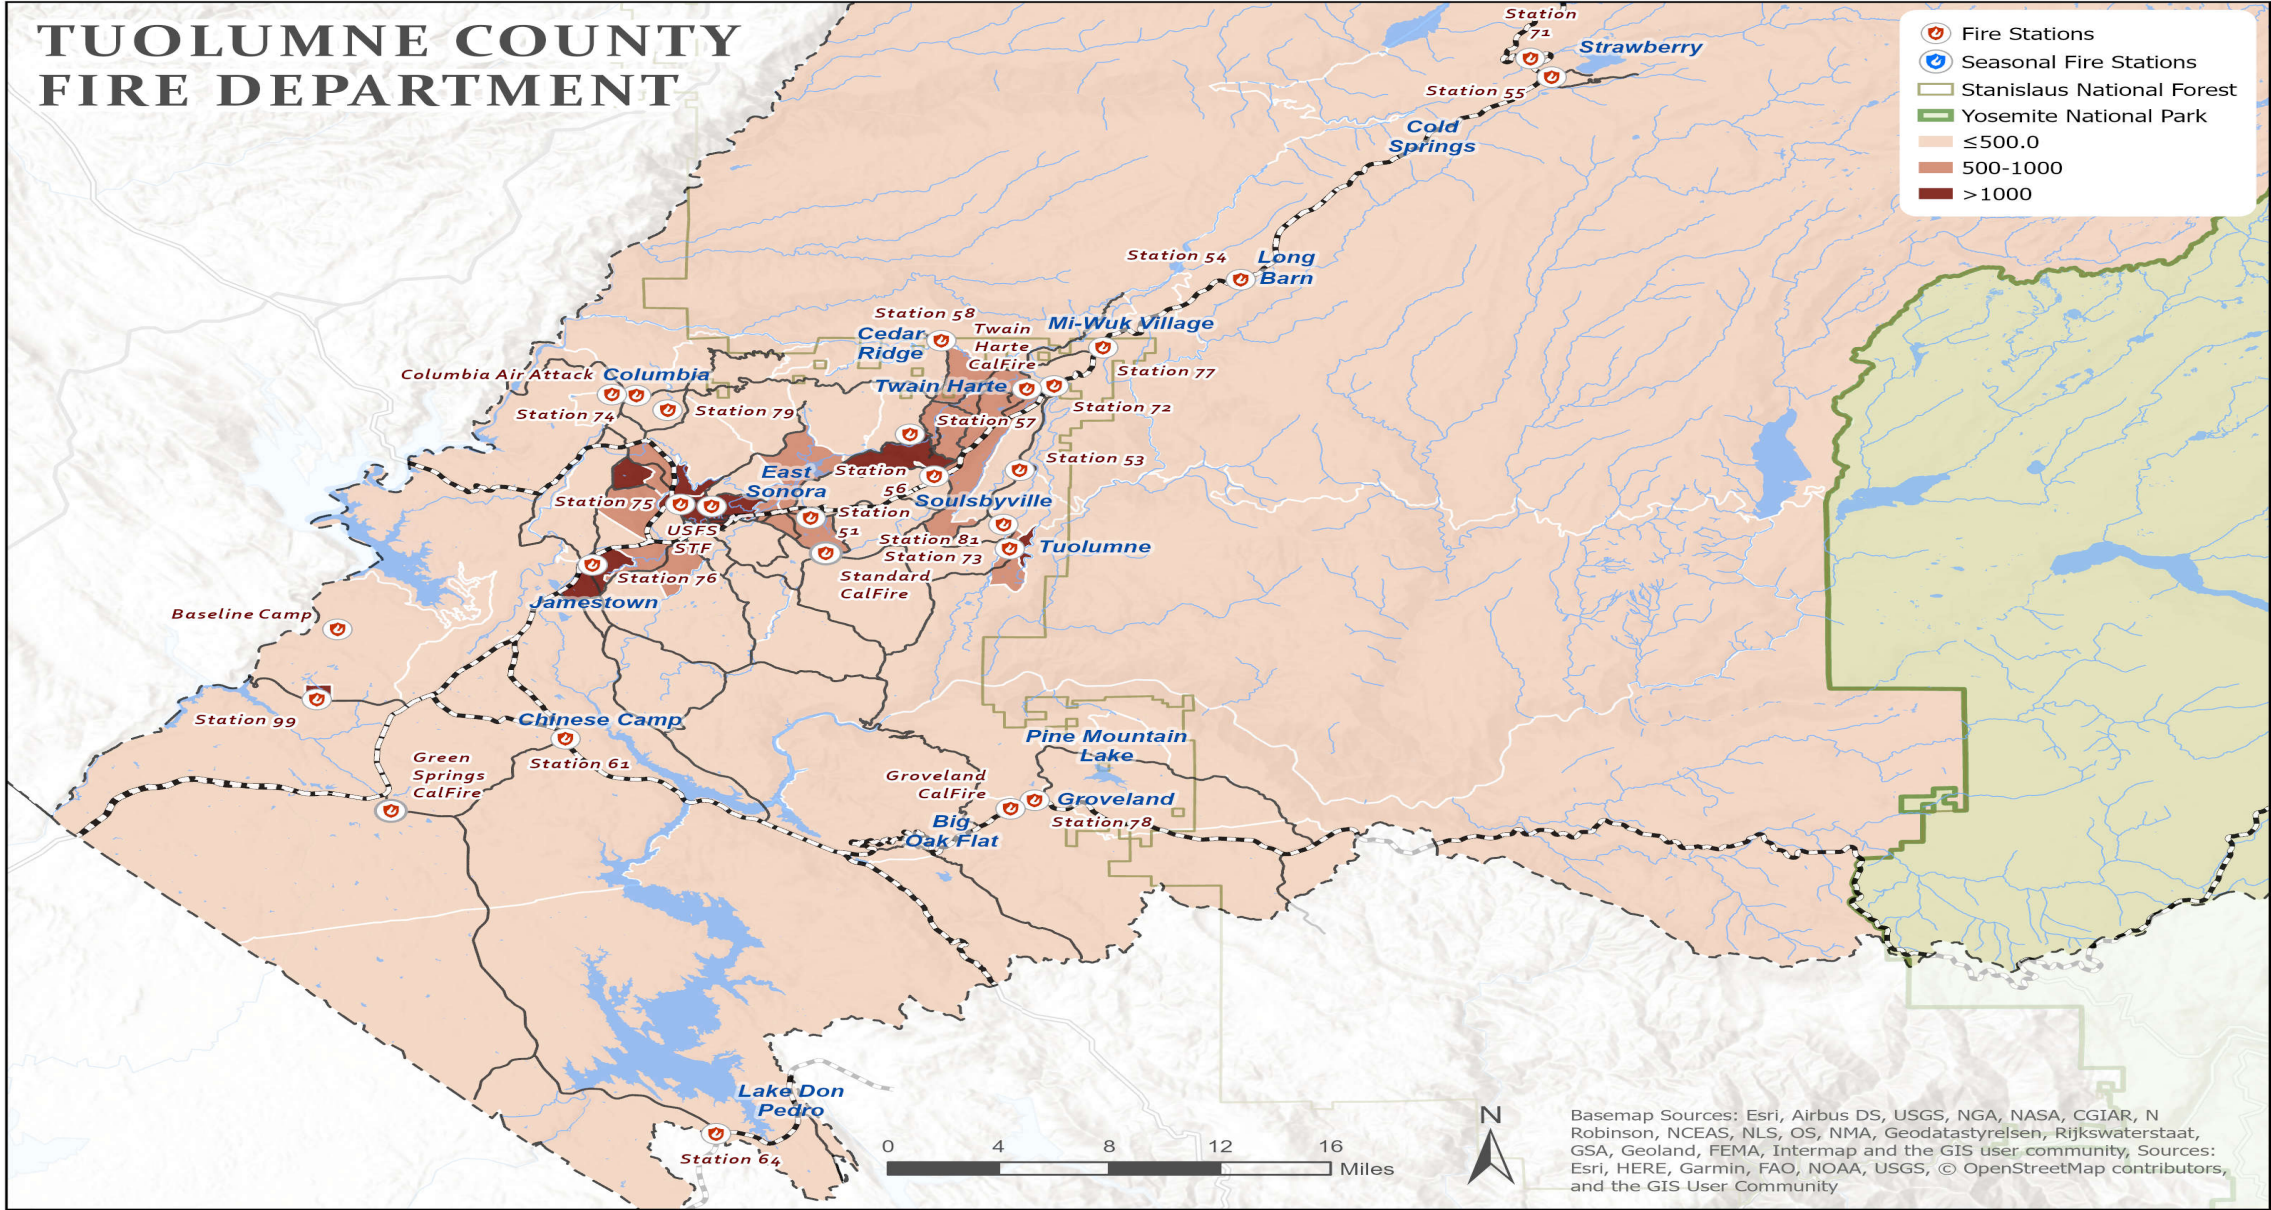 TUOLUMNE COUNTY
FIRE DEPARTMENT
Fire Stations
Seasonal Fire Stations
Stanislaus National Forest
Yosemite National Park
≤500.0
500-1000
>1000
Station
71
Strawberry
Station 55
Cold
Springs
Station 54
Long
Barn
Station 58
Cedar
Ridge
Twain
Harte
CalFire
Mi-Wuk Village
Station 77
Columbia Air Attack
Columbia
Twain Harte
Station 74
Station 79
Station 72
Station 57
Station 53
East
Sonora
Station
56
Soulsbyville
Station 75
Station
51
USFS
STF
Station 81
Station 73
Tuolumne
Station 76
Standard
CalFire
Jamestown
Baseline Camp
Station 99
Chinese Camp
Station 61
Green
Springs
CalFire
Pine Mountain
Lake
Groveland
CalFire
Groveland
Station 78
Big
Oak Flat
Lake Don
Pedro
Station 64
0 4 8 12 16
Miles
N
Basemap Sources: Esri, Airbus DS, USGS, NGA, NASA, CGIAR, N
Robinson, NCEAS, NLS, OS, NMA, Geodatastyrelsen, Rijkswaterstaat,
GSA, Geoland, FEMA, Intermap and the GIS user community, Sources:
Esri, HERE, Garmin, FAO, NOAA, USGS, © OpenStreetMap contributors,
and the GIS User Community